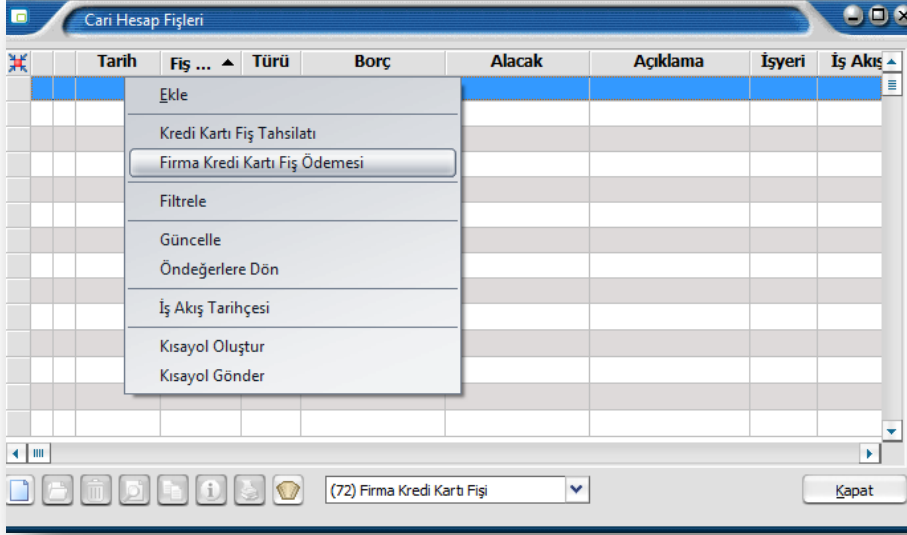 Cari Hesap Fişleri
Tarih Fiş ... Türü Borç Alacak Açıklama İşyeri İş Akış
Ekle
Kredi Kartı Fiş Tahsilatı
Firma Kredi Kartı Fiş Ödemesi
Filtrele
Güncelle
Öndeğerlere Dön
İş Akış Tarihçesi
Kısayol Oluştur
Kısayol Gönder
(72) Firma Kredi Kartı Fişi
Kapat